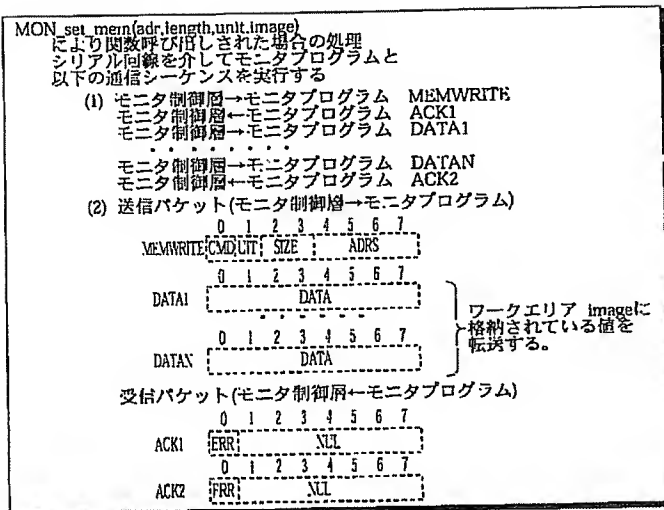 MON_set_mem(adr,length,unit,image)
により関数呼び出しされた場合の処理
シリアル回線を介してモニタプログラムと
以下の通信シーケンスを実行する
(1) モニタ制御層→モニタプログラム MEMWRITE
モニタ制御層←モニタプログラム ACK1
モニタ制御層→モニタプログラム DATA1
・・・・・・・・
モニタ制御層→モニタプログラム DATAN
モニタ制御層←モニタプログラム ACK2
(2) 送信パケット(モニタ制御層→モニタプログラム)
0 1 2 3 4 5 6 7
MEMWRITE CMD UIT SIZE ADRS
0 1 2 3 4 5 6 7
DATA1 DATA
・・・・・・
0 1 2 3 4 5 6 7
DATAN DATA
ワークエリア imageに
格納されている値を
転送する。
受信パケット(モニタ制御層←モニタプログラム)
0 1 2 3 4 5 6 7
ACK1 ERR NUL
0 1 2 3 4 5 6 7
ACK2 ERR NUL